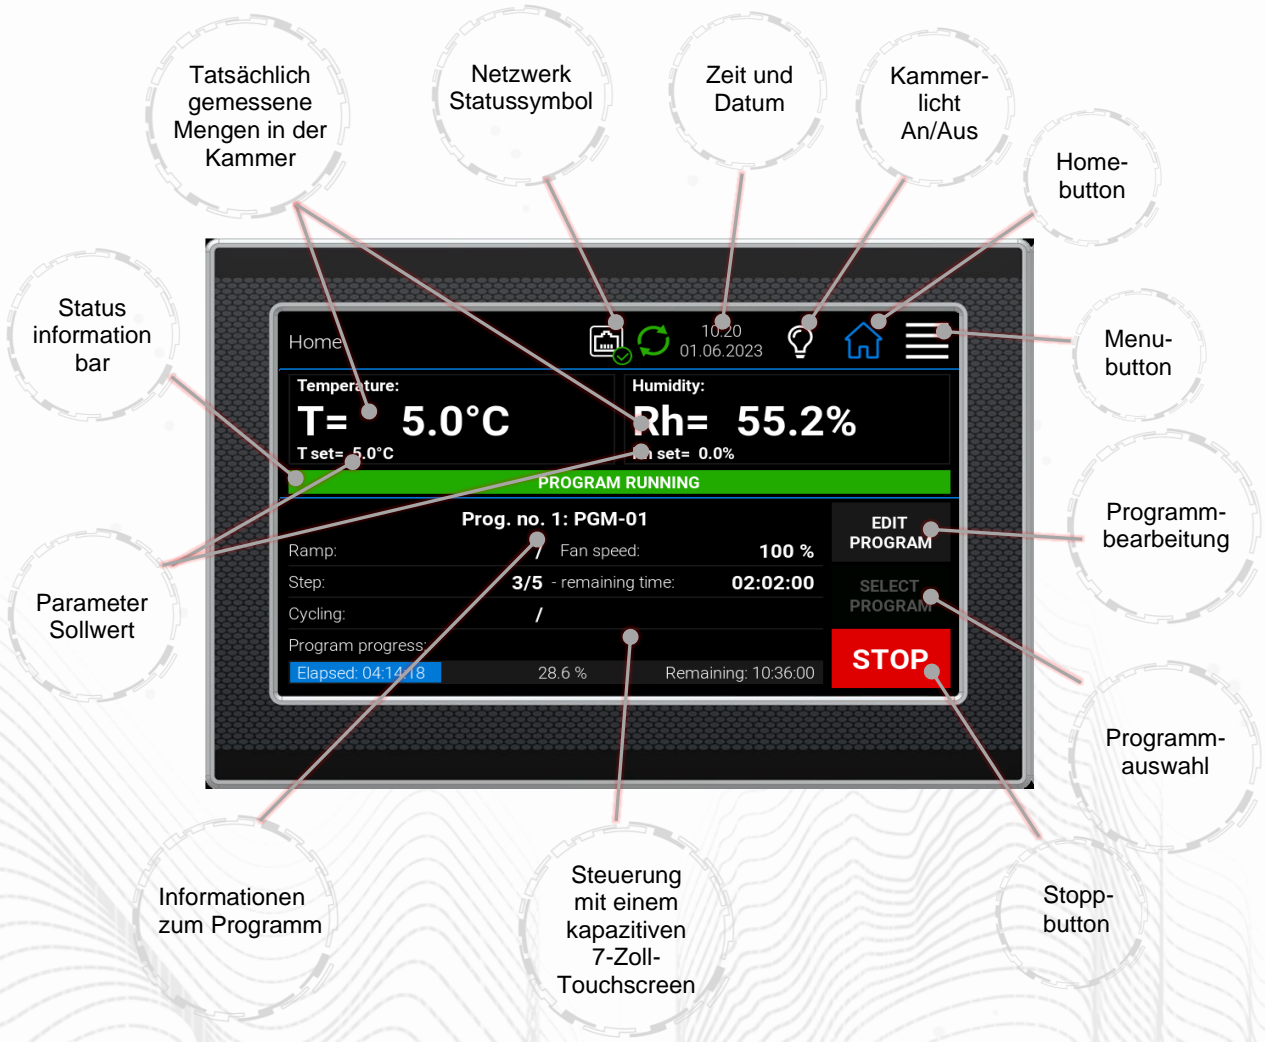 Tatsächlich
gemessene
Mengen in der
Kammer
Netzwerk
Statussymbol
Zeit und
Datum
Kammer-
licht
An/Aus
Home-
button
Status
information
bar
Menu-
button
Programm-
bearbeitung
Parameter
Sollwert
Programm-
auswahl
Informationen
zum Programm
Steuerung
mit einem
kapazitiven
7-Zoll-
Touchscreen
Stopp-
button
Home
10:20
01.06.2023
Temperature:
T= 5.0°C
T set= 5.0°C
Humidity:
Rh= 55.2%
Rh set= 0.0%
PROGRAM RUNNING
Prog. no. 1: PGM-01
Ramp: / Fan speed: 100 %
Step: 3/5 - remaining time: 02:02:00
Cycling: /
Program progress:
Elapsed: 04:14:18 28.6 % Remaining: 10:36:00
EDIT
PROGRAM
SELECT
PROGRAM
STOP